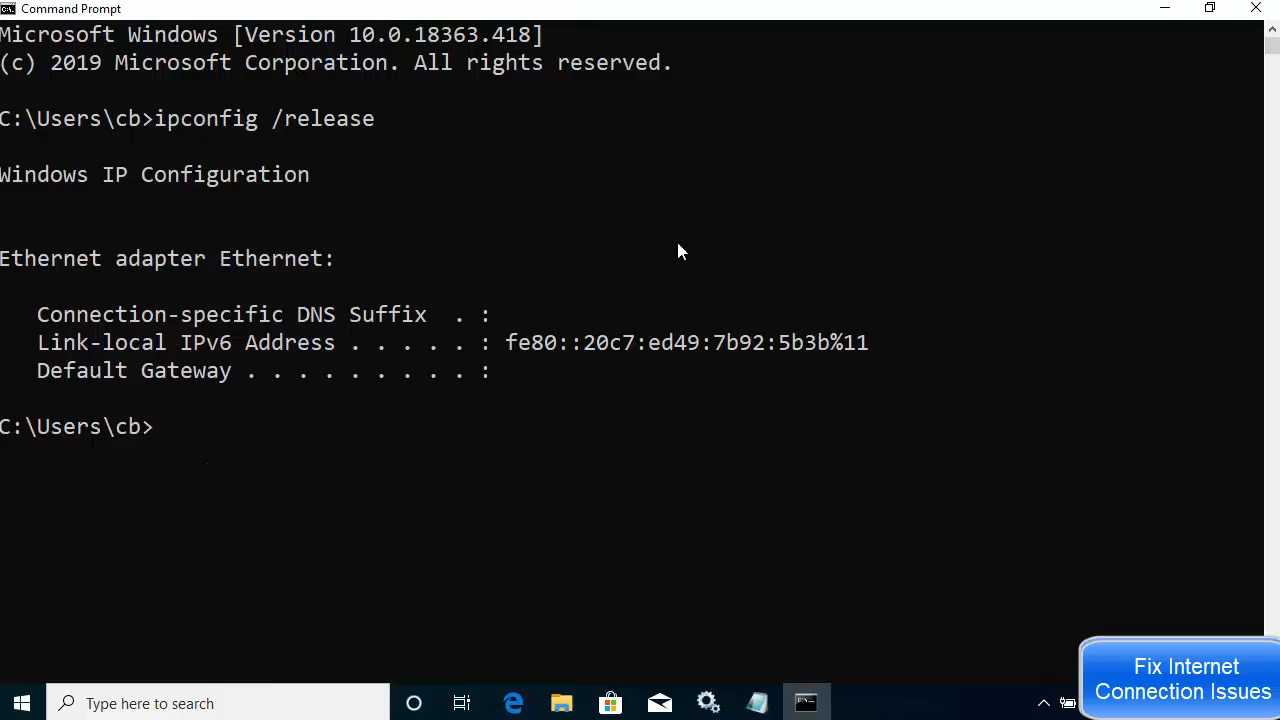 Command Prompt
Microsoft Windows [Version 10.0.18363.418]
(c) 2019 Microsoft Corporation. All rights reserved.
C:\Users\cb>ipconfig /release
Windows IP Configuration
Ethernet adapter Ethernet:
Connection-specific DNS Suffix . :
Link-local IPv6 Address . . . . . : fe80::20c7:ed49:7b92:5b3b%11
Default Gateway . . . . . . . . . :
C:\Users\cb>
Fix Internet
Connection Issues
Type here to search